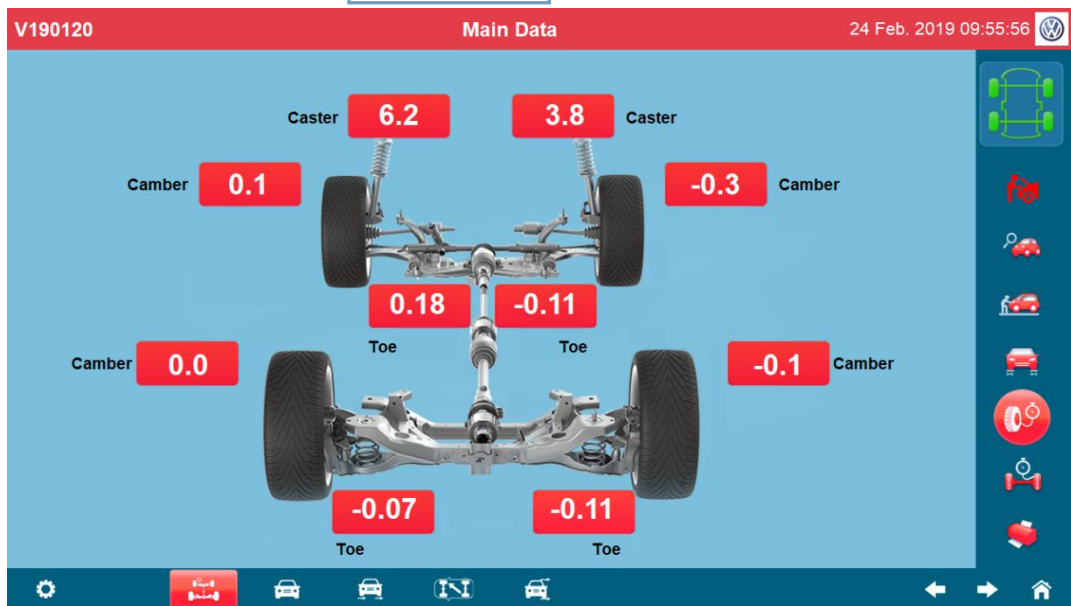 V190120 Main Data 24 Feb. 2019 09:55:56
Caster 6.2 3.8 Caster
Camber 0.1 -0.3 Camber
0.18 -0.11
Toe Toe
Camber 0.0 -0.1 Camber
-0.07 -0.11
Toe Toe